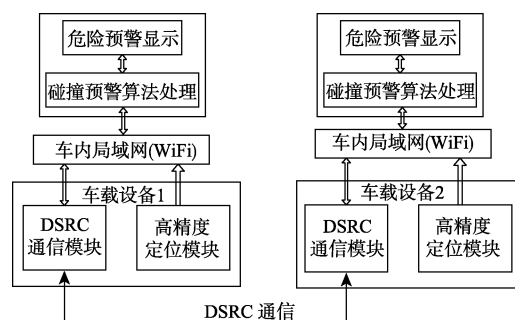 危险预警显示
碰撞预警算法处理
车内局域网(WiFi)
车载设备1
DSRC
通信模块
高精度
定位模块
危险预警显示
碰撞预警算法处理
车内局域网(WiFi)
车载设备2
DSRC
通信模块
高精度
定位模块
DSRC 通信